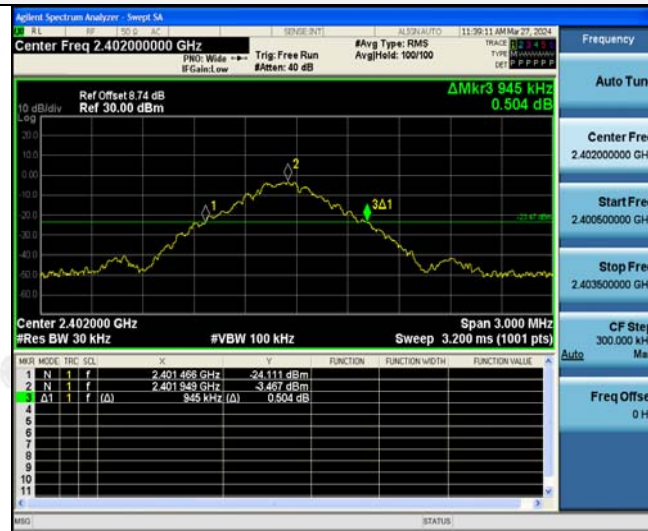 Agilent Spectrum Analyzer - Swept SA
RL RF 50 Ω AC SENSE:INT ALIGN AUTO 11:39:11 AM Mar 27, 2024
Center Freq 2.402000000 GHz
PNO: Wide
IFGain:Low
Trig: Free Run
#Atten: 40 dB
#Avg Type: RMS
Avg|Hold: 100/100
TRACE 1 2 3 4 5 6
TYPE M
DET P P P P P P
ΔMkr3 945 kHz
0.504 dB
Ref Offset 8.74 dB
10 dB/div Ref 30.00 dBm
Log
20.0
10.0
0.00
-10.0
-20.0
-30.0
-40.0
-50.0
-60.0
1
2
3Δ1
-23.47 dBm
Center 2.402000 GHz Span 3.000 MHz
#Res BW 30 kHz #VBW 100 kHz Sweep 3.200 ms (1001 pts)
MKR MODE TRC SCL X Y FUNCTION FUNCTION WIDTH FUNCTION VALUE
1 N 1 f 2.401 466 GHz -24.111 dBm
2 N 1 f 2.401 949 GHz -3.467 dBm
3 Δ1 1 f (Δ) 945 kHz (Δ) 0.504 dB
4
5
6
7
8
9
10
11
MSG STATUS
Frequency
Auto Tun
Center Fre
2.402000000 GH
Start Fre
2.400500000 GH
Stop Fre
2.403500000 GH
CF Step
300.000 kH
Auto Ma
Freq Offse
0 H